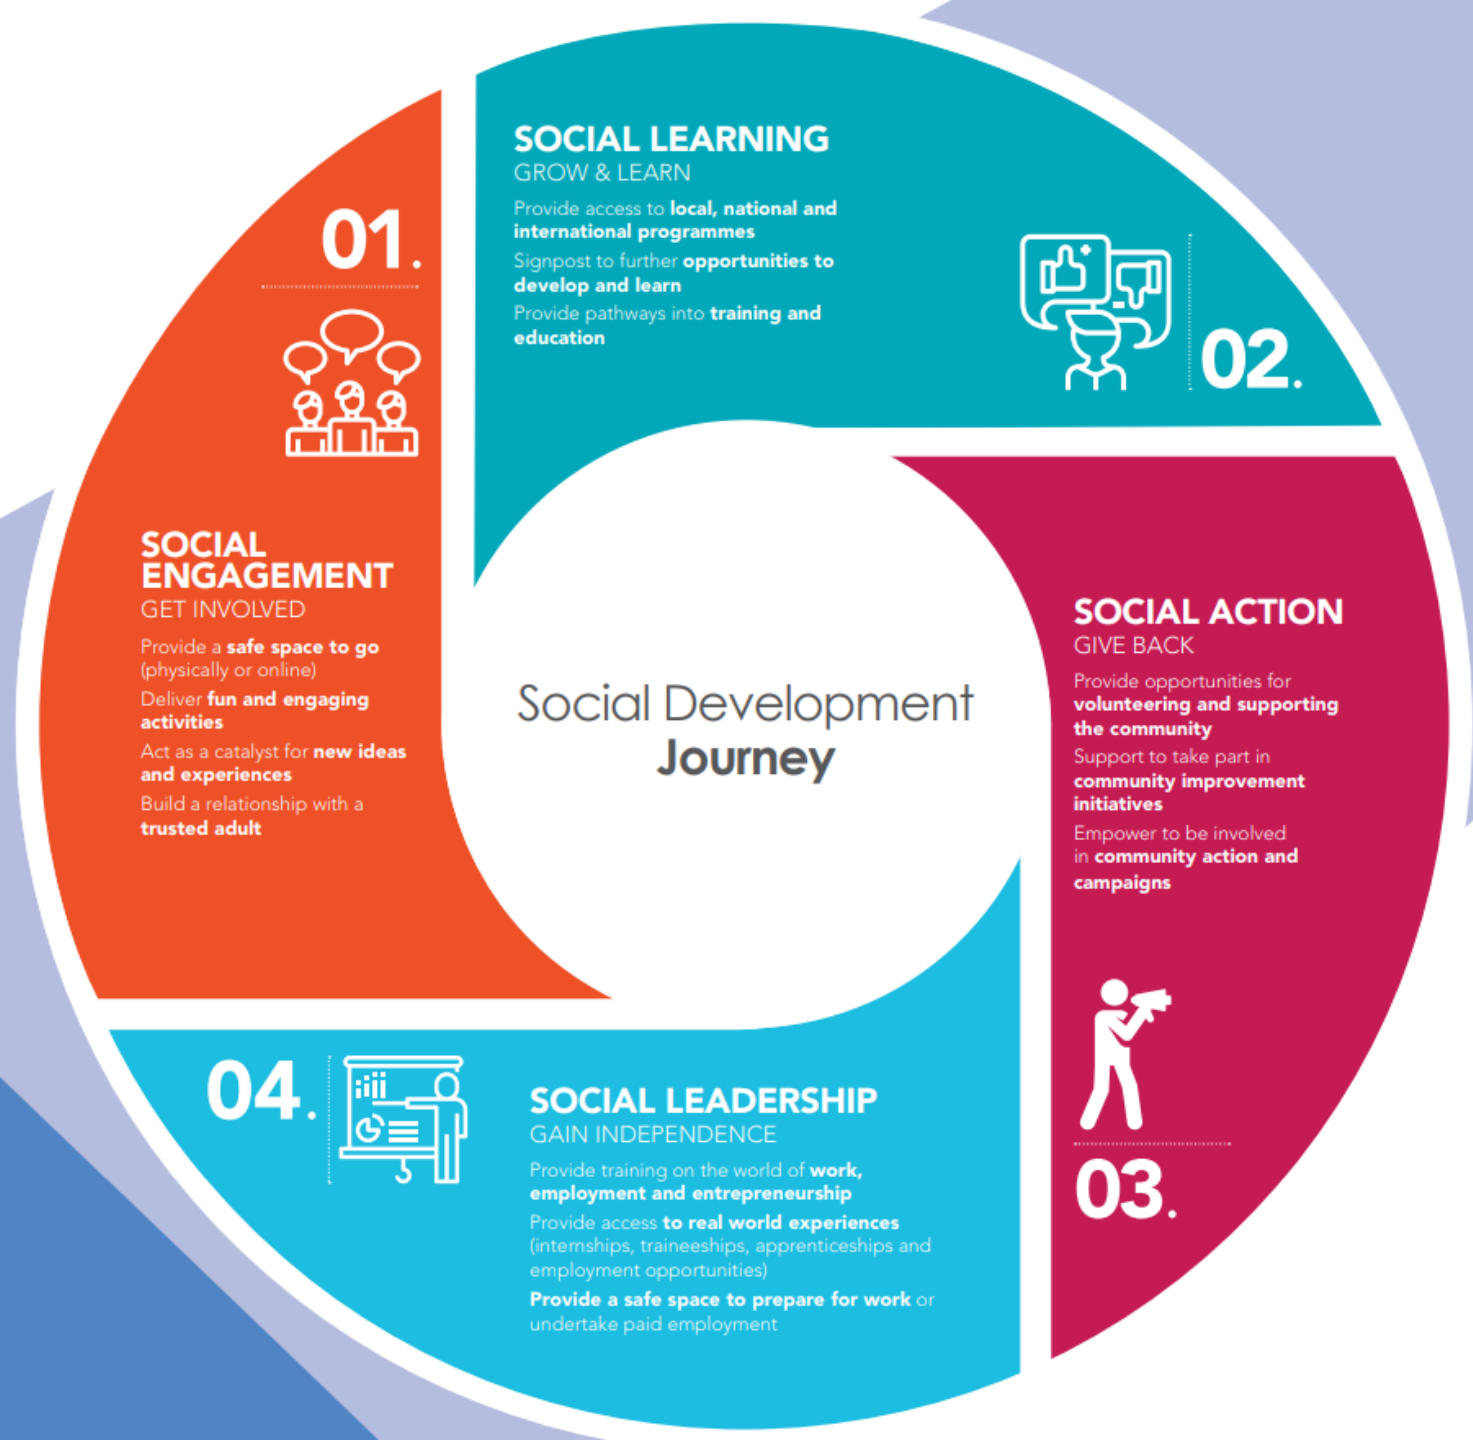 01.
SOCIAL
ENGAGEMENT
GET INVOLVED
Provide a safe space to go
(physically or online)
Deliver fun and engaging
activities
Act as a catalyst for new ideas
and experiences
Build a relationship with a
trusted adult
SOCIAL LEARNING
GROW & LEARN
Provide access to local, national and
international programmes
Signpost to further opportunities to
develop and learn
Provide pathways into training and
education
02.
SOCIAL ACTION
GIVE BACK
Provide opportunities for
volunteering and supporting
the community
Support to take part in
community improvement
initiatives
Empower to be involved
in community action and
campaigns
03.
04.
SOCIAL LEADERSHIP
GAIN INDEPENDENCE
Provide training on the world of work,
employment and entrepreneurship
Provide access to real world experiences
(internships, traineeships, apprenticeships and
employment opportunities)
Provide a safe space to prepare for work or
undertake paid employment
Social Development
Journey